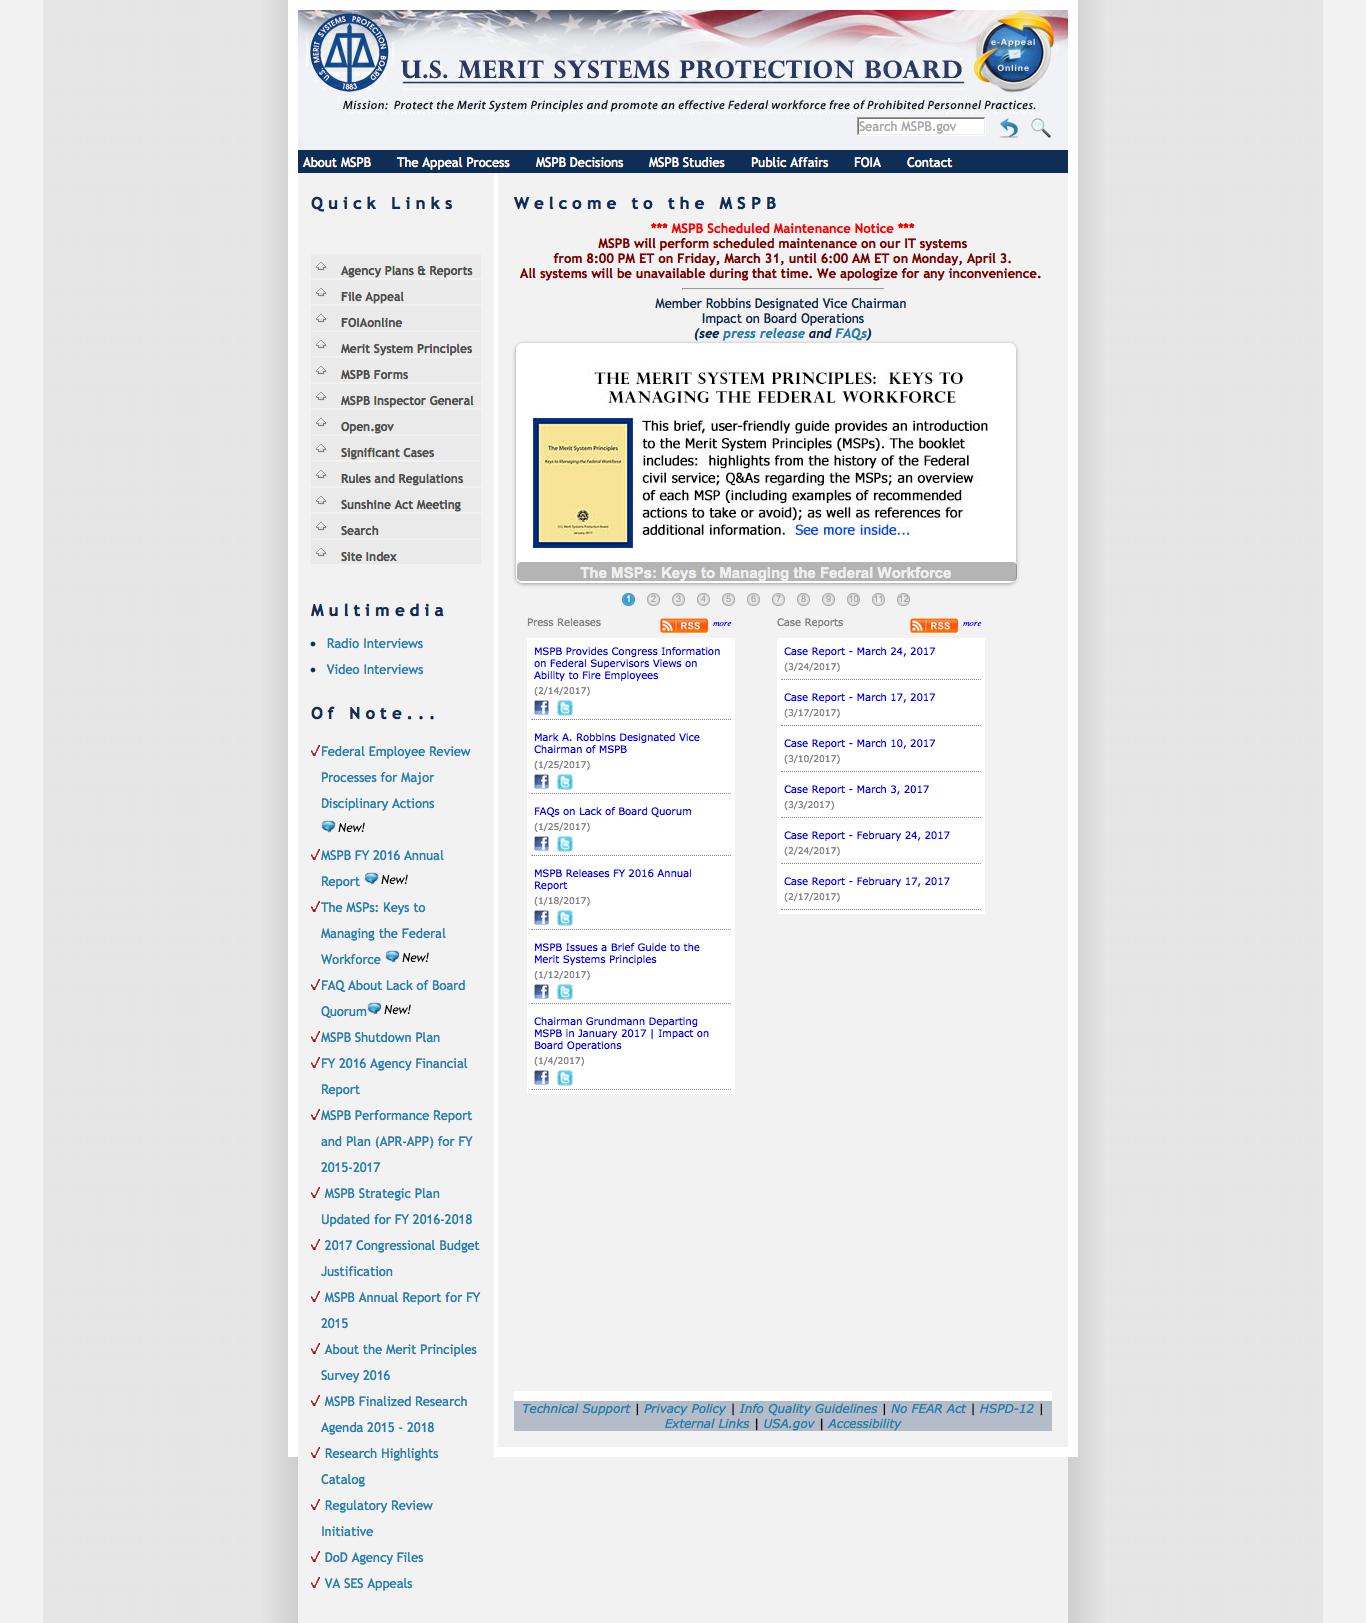 U.S. MERIT SYSTEMS PROTECTION BOARD
1883
U.S. MERIT SYSTEMS PROTECTION BOARD
e-Appeal
Online
Mission: Protect the Merit System Principles and promote an effective Federal workforce free of Prohibited Personnel Practices.
Search MSPB.gov
About MSPB The Appeal Process MSPB Decisions MSPB Studies Public Affairs FOIA Contact
Quick Links
Agency Plans & Reports
File Appeal
FOIAonline
Merit System Principles
MSPB Forms
MSPB Inspector General
Open.gov
Significant Cases
Rules and Regulations
Sunshine Act Meeting
Search
Site Index
Multimedia
Radio Interviews
Video Interviews
Of Note...
Federal Employee Review
Processes for Major
Disciplinary Actions
New!
MSPB FY 2016 Annual
Report New!
The MSPs: Keys to
Managing the Federal
Workforce New!
FAQ About Lack of Board
Quorum New!
MSPB Shutdown Plan
FY 2016 Agency Financial
Report
MSPB Performance Report
and Plan (APR-APP) for FY
2015-2017
MSPB Strategic Plan
Updated for FY 2016-2018
2017 Congressional Budget
Justification
MSPB Annual Report for FY
2015
About the Merit Principles
Survey 2016
MSPB Finalized Research
Agenda 2015 - 2018
Research Highlights
Catalog
Regulatory Review
Initiative
DoD Agency Files
VA SES Appeals
Welcome to the MSPB
*** MSPB Scheduled Maintenance Notice ***
MSPB will perform scheduled maintenance on our IT systems
from 8:00 PM ET on Friday, March 31, until 6:00 AM ET on Monday, April 3.
All systems will be unavailable during that time. We apologize for any inconvenience.
Member Robbins Designated Vice Chairman
Impact on Board Operations
(see press release and FAQs)
THE MERIT SYSTEM PRINCIPLES: KEYS TO
MANAGING THE FEDERAL WORKFORCE
The Merit System Principles
Keys to Managing the Federal Workforce
U.S. Merit Systems Protection Board
January 2017
This brief, user-friendly guide provides an introduction
to the Merit System Principles (MSPs). The booklet
includes: highlights from the history of the Federal
civil service; Q&As regarding the MSPs; an overview
of each MSP (including examples of recommended
actions to take or avoid); as well as references for
additional information. See more inside...
The MSPs: Keys to Managing the Federal Workforce
1 2 3 4 5 6 7 8 9 10 11 12
Press Releases RSS more
MSPB Provides Congress Information
on Federal Supervisors Views on
Ability to Fire Employees
(2/14/2017)
Mark A. Robbins Designated Vice
Chairman of MSPB
(1/25/2017)
FAQs on Lack of Board Quorum
(1/25/2017)
MSPB Releases FY 2016 Annual
Report
(1/18/2017)
MSPB Issues a Brief Guide to the
Merit Systems Principles
(1/12/2017)
Chairman Grundmann Departing
MSPB in January 2017 | Impact on
Board Operations
(1/4/2017)
Case Reports RSS more
Case Report - March 24, 2017
(3/24/2017)
Case Report - March 17, 2017
(3/17/2017)
Case Report - March 10, 2017
(3/10/2017)
Case Report - March 3, 2017
(3/3/2017)
Case Report - February 24, 2017
(2/24/2017)
Case Report - February 17, 2017
(2/17/2017)
Technical Support | Privacy Policy | Info Quality Guidelines | No FEAR Act | HSPD-12 |
External Links | USA.gov | Accessibility